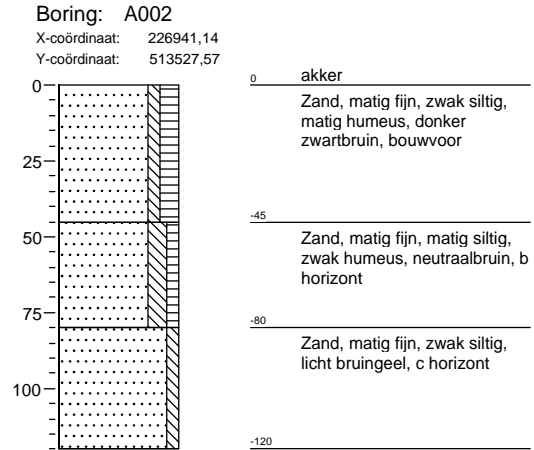 Boring: A002
X-coördinaat: 226941,14
Y-coördinaat: 513527,57
0
25
50
75
100
0 akker
Zand, matig fijn, zwak siltig,
matig humeus, donker
zwartbruin, bouwvoor
-45
Zand, matig fijn, matig siltig,
zwak humeus, neutraalbruin, b
horizont
-80
Zand, matig fijn, zwak siltig,
licht bruingeel, c horizont
-120